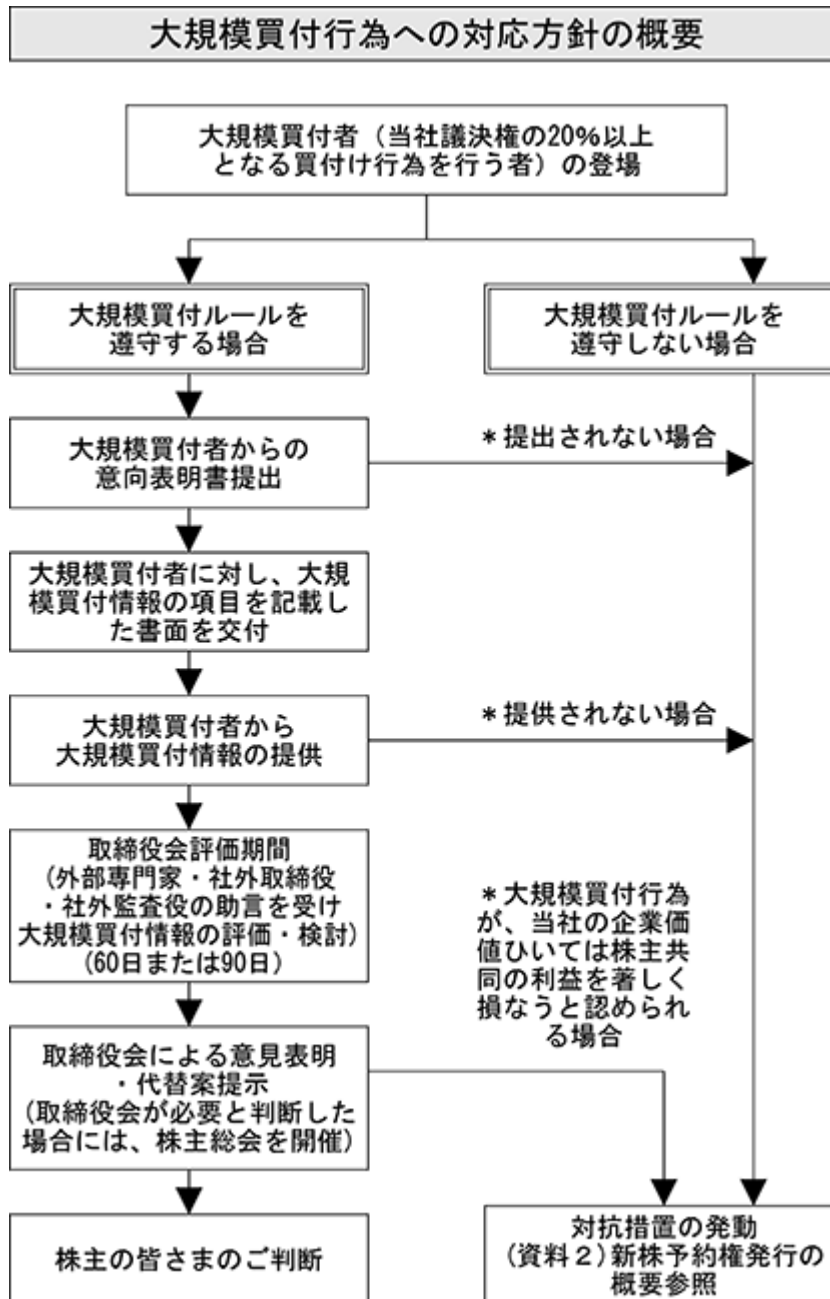 大規模買付行為への対応方針の概要
大規模買付者（当社議決権の20％以上
となる買付け行為を行う者）の登場
大規模買付ルールを
遵守する場合
大規模買付ルールを
遵守しない場合
大規模買付者からの
意向表明書提出
＊提出されない場合
大規模買付者に対し、大規
模買付情報の項目を記載し
た書面を交付
大規模買付者から
大規模買付情報の提供
＊提供されない場合
取締役会評価期間
(外部専門家・社外取締役
・社外監査役の助言を受け
大規模買付情報の評価・検討)
(60日または90日)
＊大規模買付行為
が、当社の企業価
値ひいては株主共
同の利益を著しく
損なうと認められ
る場合
取締役会による意見表明
・代替案提示
(取締役会が必要と判断した
場合には、株主総会を開催)
株主の皆さまのご判断
対抗措置の発動
(資料２)新株予約権発行の
概要参照